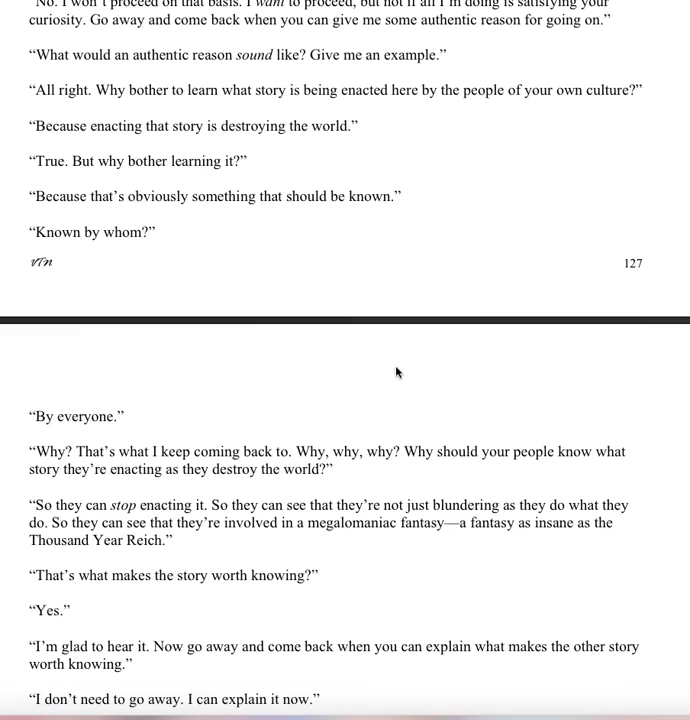 “No. I won’t proceed on that basis. I want to proceed, but not if all I’m doing is satisfying your
curiosity. Go away and come back when you can give me some authentic reason for going on.”
“What would an authentic reason sound like? Give me an example.”
“All right. Why bother to learn what story is being enacted here by the people of your own culture?”
“Because enacting that story is destroying the world.”
“True. But why bother learning it?”
“Because that’s obviously something that should be known.”
“Known by whom?”
127
“By everyone.”
“Why? That’s what I keep coming back to. Why, why, why? Why should your people know what
story they’re enacting as they destroy the world?”
“So they can stop enacting it. So they can see that they’re not just blundering as they do what they
do. So they can see that they’re involved in a megalomaniac fantasy—a fantasy as insane as the
Thousand Year Reich.”
“That’s what makes the story worth knowing?”
“Yes.”
“I’m glad to hear it. Now go away and come back when you can explain what makes the other story
worth knowing.”
“I don’t need to go away. I can explain it now.”